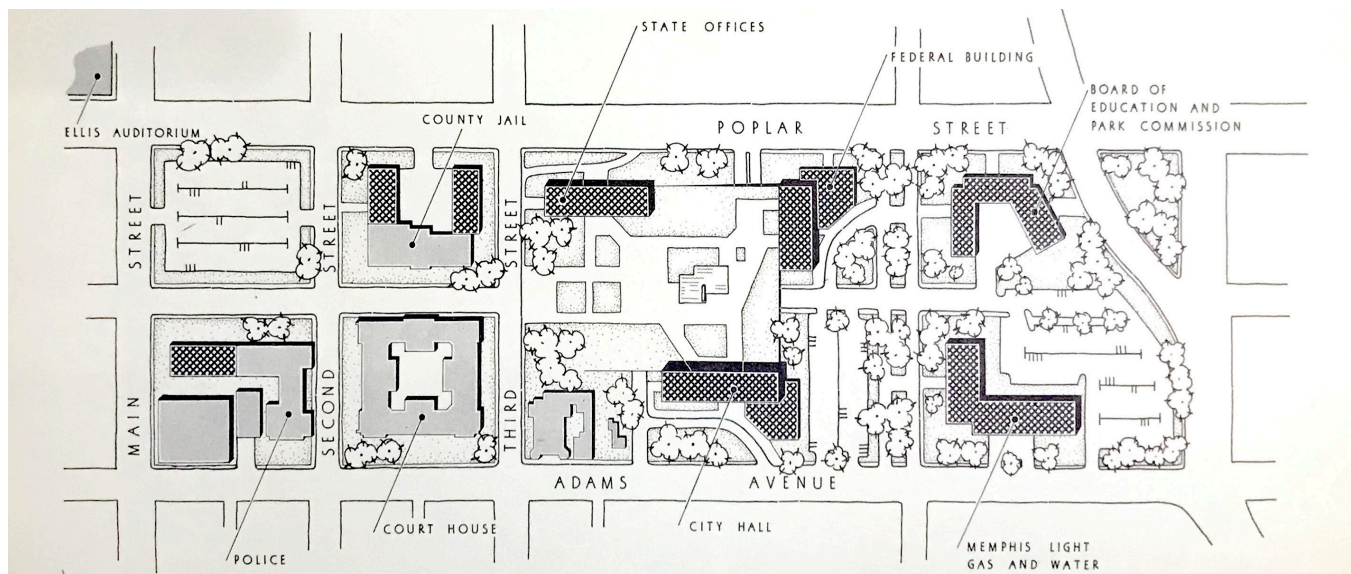 STATE OFFICES
FEDERAL BUILDING
BOARD OF
EDUCATION AND
PARK COMMISSION
ELLIS AUDITORIUM
COUNTY JAIL
POPLAR STREET
MAIN STREET
SECOND STREET
THIRD STREET
ADAMS AVENUE
COURT HOUSE
CITY HALL
POLICE
MEMPHIS LIGHT
GAS AND WATER